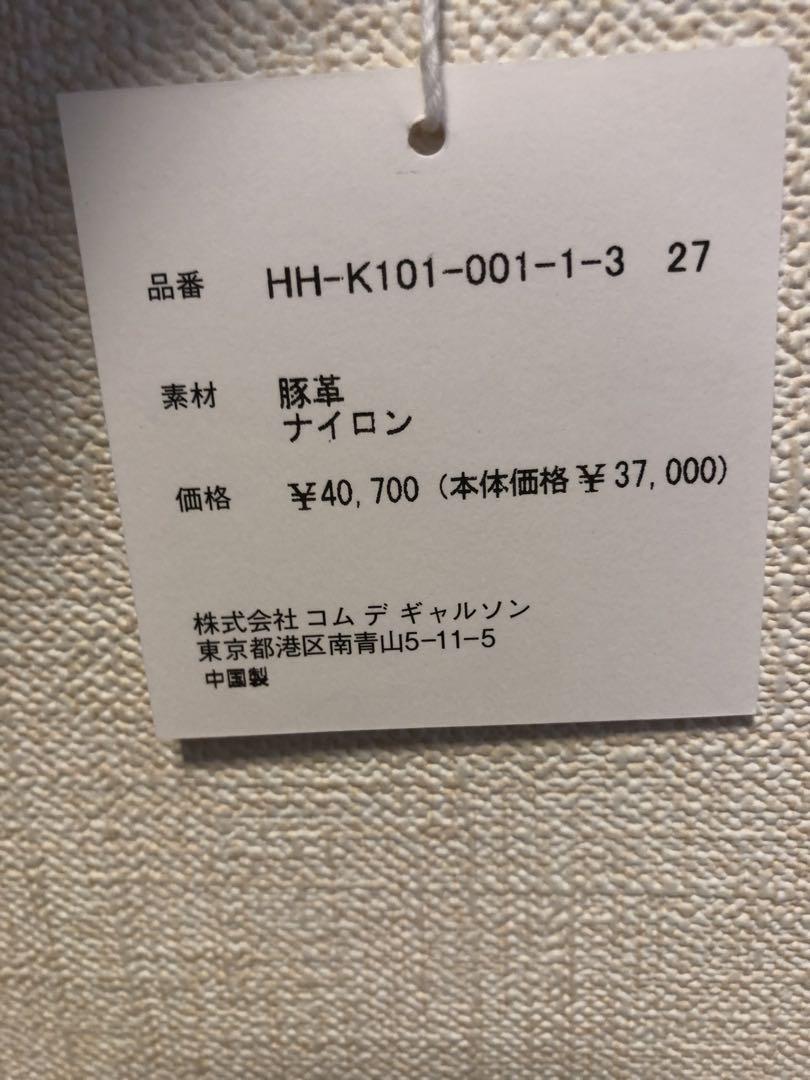 品番 HH-K101-001-1-3 27
素材 豚革
ナイロン
価格 ¥40,700 (本体価格¥37,000)
株式会社 コム デ ギャルソン
東京都港区南青山5-11-5
中国製